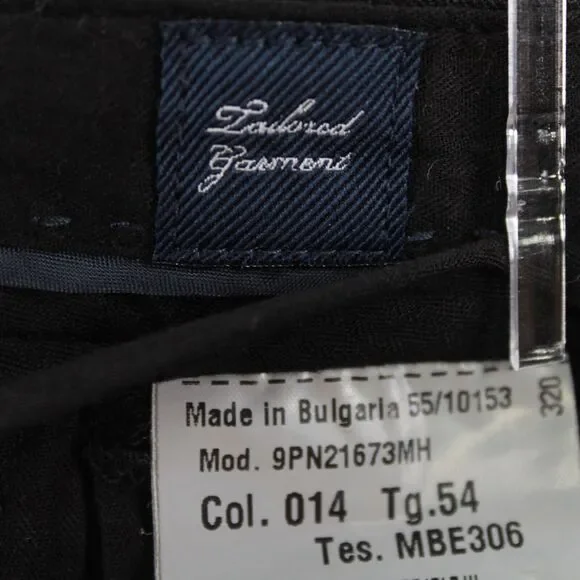 Tailored
Garment
Made in Bulgaria 55/10153
320
Mod. 9PN21673MH
Col. 014 Tg.54
Tes. MBE306